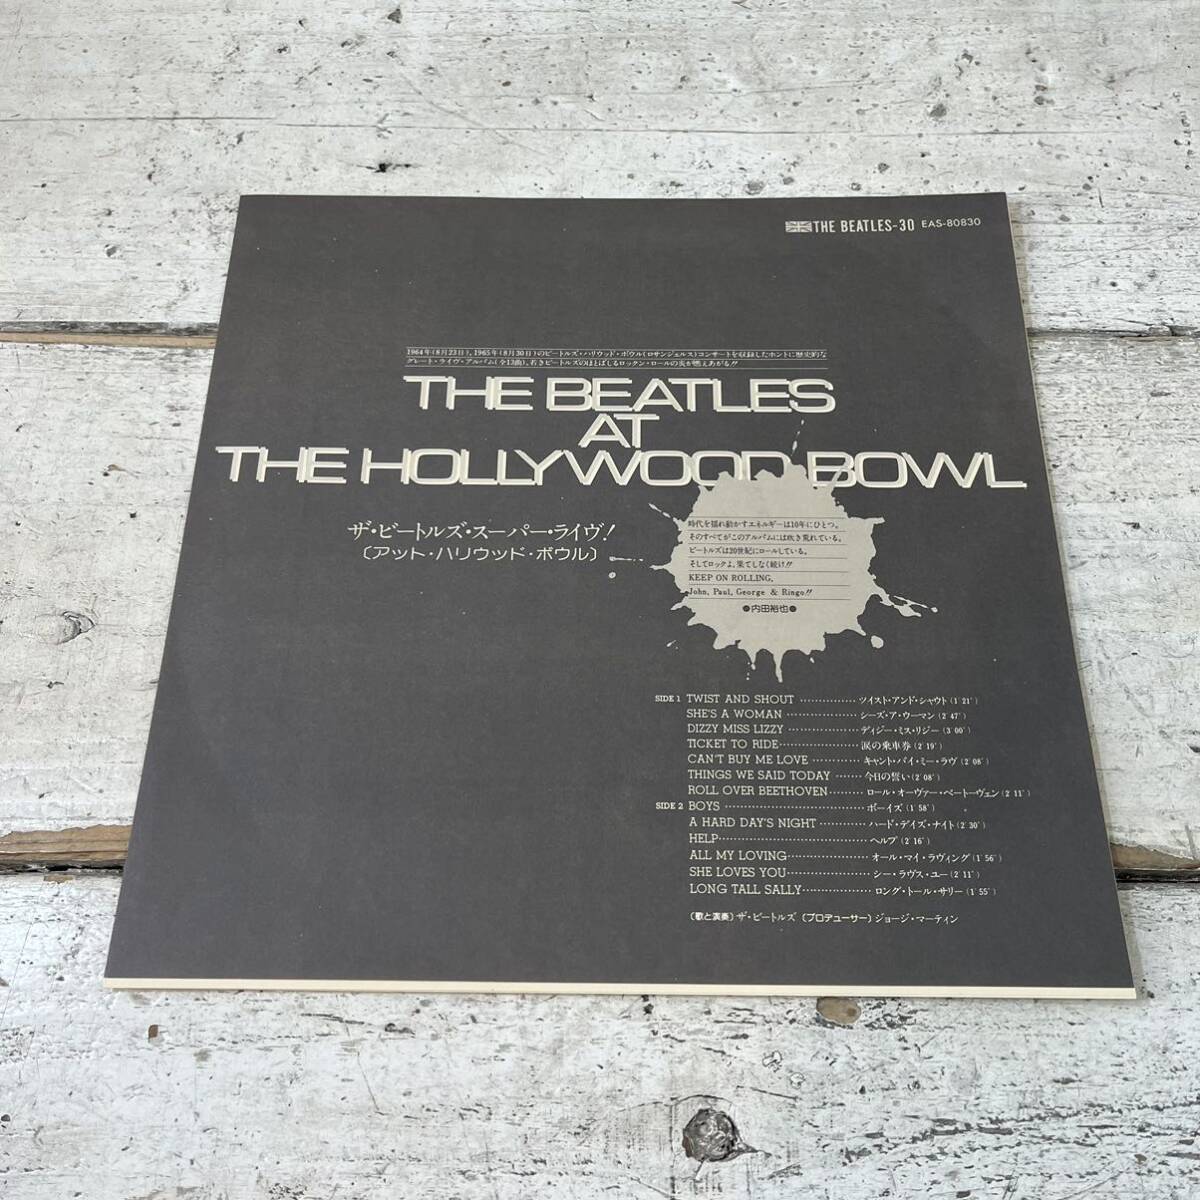 THE BEATLES-30 EAS-80830
1964年(8月23日)、1965年(8月30日)のビートルズ・ハリウッド・ボウル(ロサンジェルス)コンサートを収録したホントに歴史的な
グレート・ライヴ・アルバム(全13曲)。若きビートルズのほとばしるロックン・ロールの炎が燃えあがる!!
THE BEATLES
AT
THE HOLLYWOOD BOWL
ザ・ビートルズ・スーパー・ライヴ!
(アット・ハリウッド・ボウル)
時代を揺れ動かすエネルギーは10年にひとつ。
そのすべてがこのアルバムには吹き荒れている。
ビートルズは20世紀にロールしている。
そしてロックよ、果てしなく続け!!
KEEP ON ROLLING.
John, Paul, George & Ringo!!
●内田裕也●
SIDE 1 TWIST AND SHOUT ·············· ツイスト・アンド・シャウト(1´21˝)
SHE'S A WOMAN ·················· シーズ・ア・ウーマン(2´47˝)
DIZZY MISS LIZZY ·················· ディジー・ミス・リジー(3´00˝)
TICKET TO RIDE···················· 涙の乗車券(2´19˝)
CAN'T BUY ME LOVE ············ キャント・バイ・ミー・ラヴ(2´08˝)
THINGS WE SAID TODAY ······· 今日の誓い(2´08˝)
ROLL OVER BEETHOVEN········· ロール・オーヴァー・ベートーヴェン(2´11˝)
SIDE 2 BOYS ··································· ボーイズ(1´58˝)
A HARD DAY'S NIGHT ············ ハード・デイズ・ナイト(2´30˝)
HELP····································· ヘルプ(2´16˝)
ALL MY LOVING···················· オール・マイ・ラヴィング(1´56˝)
SHE LOVES YOU····················· シー・ラヴス・ユー(2´11˝)
LONG TALL SALLY················· ロング・トール・サリー(1´55˝)
(歌と演奏)ザ・ビートルズ (プロデューサー)ジョージ・マーティン